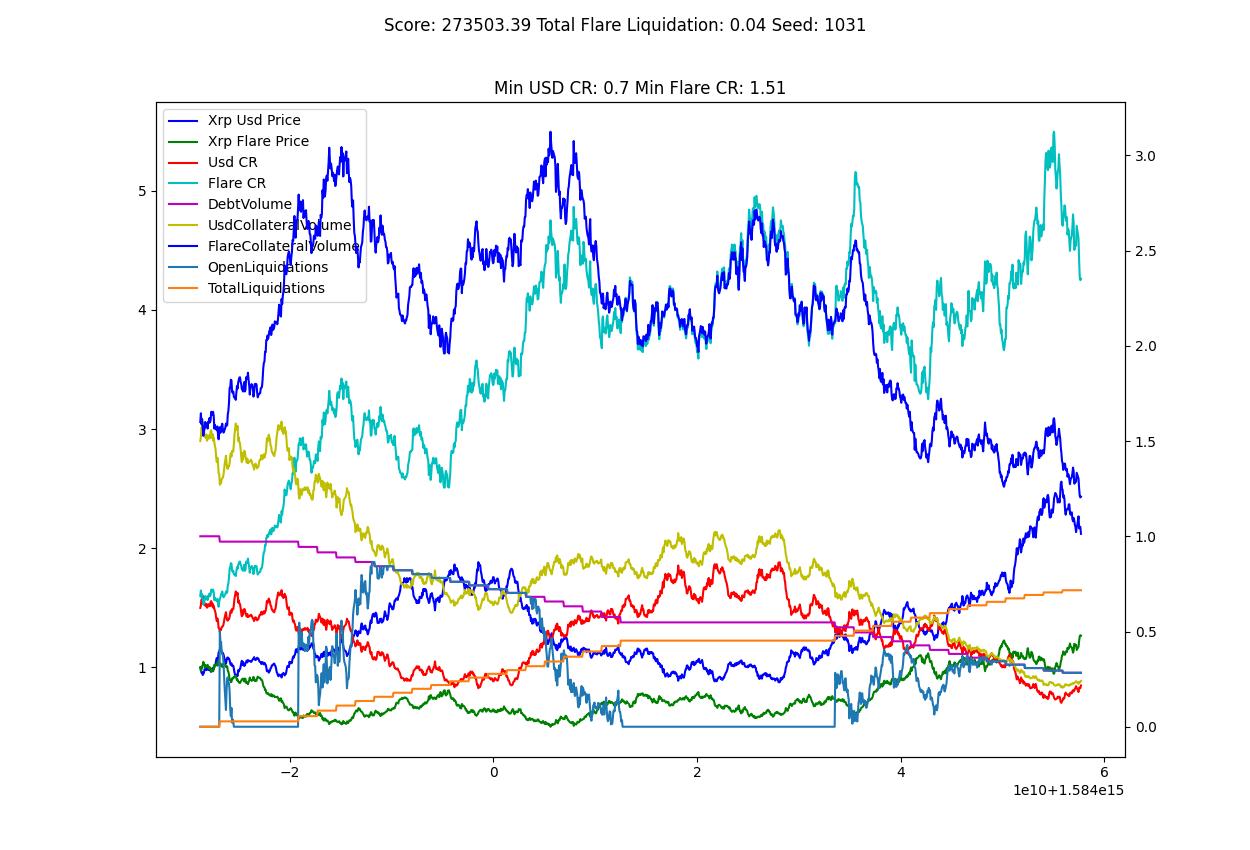 Score: 273503.39 Total Flare Liquidation: 0.04 Seed: 1031
Min USD CR: 0.7 Min Flare CR: 1.51
Xrp Usd Price
Xrp Flare Price
Usd CR
Flare CR
DebtVolume
UsdCollateralVolume
FlareCollateralVolume
OpenLiquidations
TotalLiquidations
5
4
3
2
1
3.0
2.5
2.0
1.5
1.0
0.5
0.0
−2 0 2 4 6
1e10+1.584e15